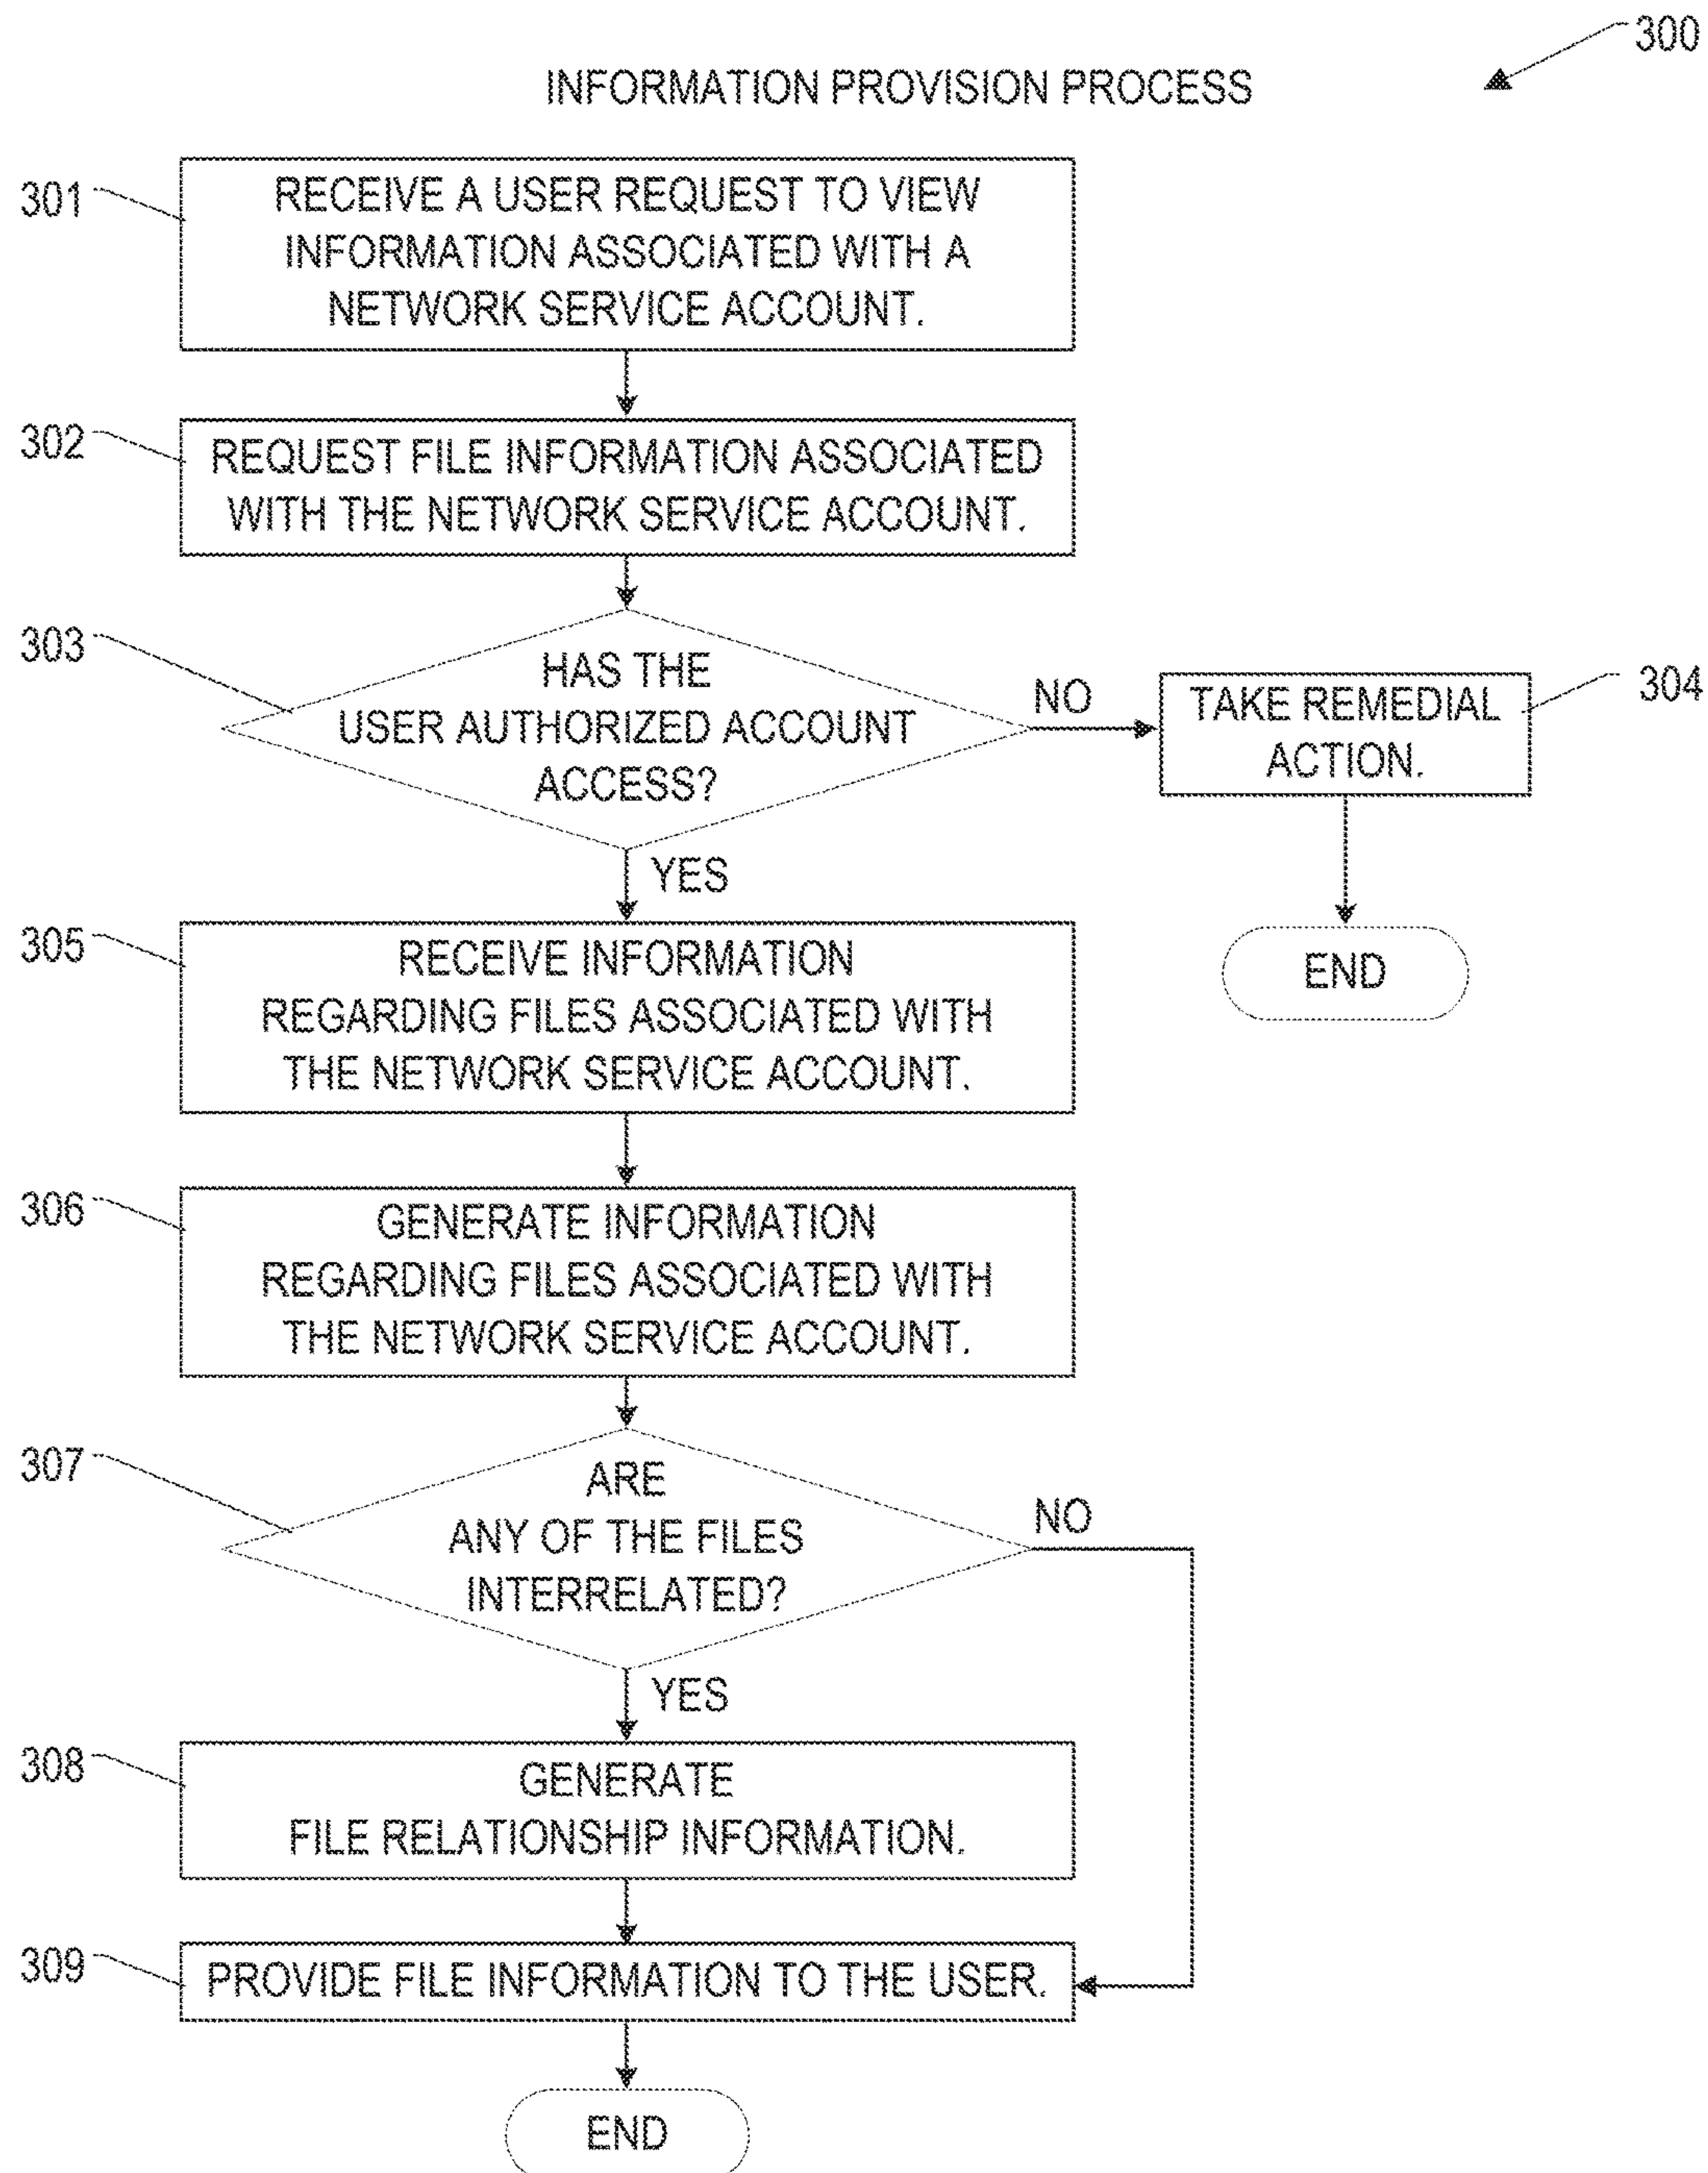 300
INFORMATION PROVISION PROCESS
301
RECEIVE A USER REQUEST TO VIEW
INFORMATION ASSOCIATED WITH A
NETWORK SERVICE ACCOUNT.
302
REQUEST FILE INFORMATION ASSOCIATED
WITH THE NETWORK SERVICE ACCOUNT.
303
HAS THE
USER AUTHORIZED ACCOUNT
ACCESS?
NO
304
TAKE REMEDIAL
ACTION.
END
YES
305
RECEIVE INFORMATION
REGARDING FILES ASSOCIATED WITH
THE NETWORK SERVICE ACCOUNT.
306
GENERATE INFORMATION
REGARDING FILES ASSOCIATED WITH
THE NETWORK SERVICE ACCOUNT.
307
ARE
ANY OF THE FILES
INTERRELATED?
NO
YES
308
GENERATE
FILE RELATIONSHIP INFORMATION.
309
PROVIDE FILE INFORMATION TO THE USER.
END